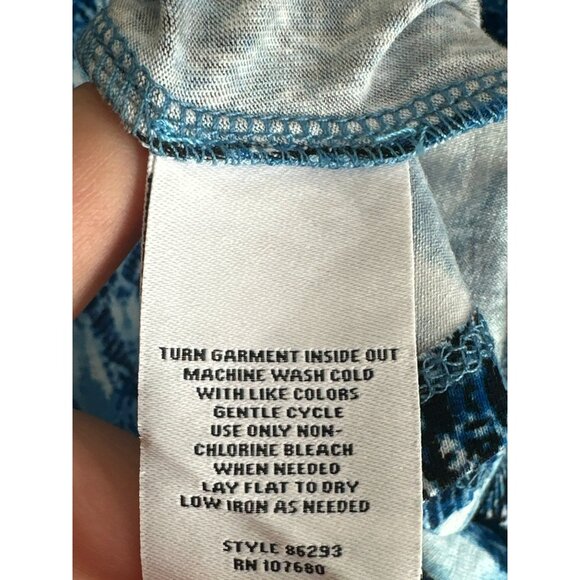 TURN GARMENT INSIDE OUT
MACHINE WASH COLD
WITH LIKE COLORS
GENTLE CYCLE
USE ONLY NON-
CHLORINE BLEACH
WHEN NEEDED
LAY FLAT TO DRY
LOW IRON AS NEEDED
STYLE 86293
RN 107680